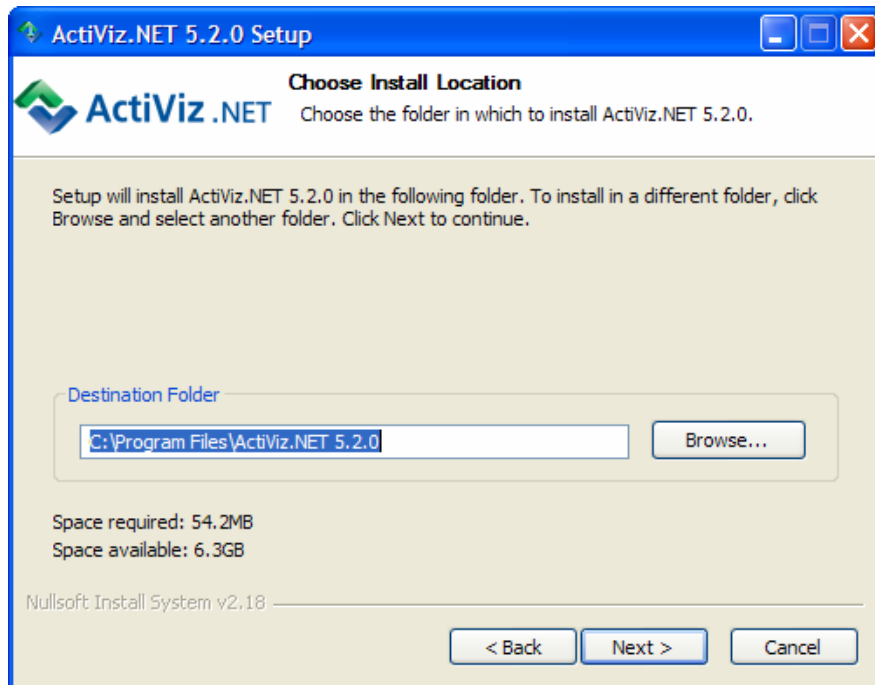 ActiViz.NET 5.2.0 Setup
ActiViz .NET
Choose Install Location
Choose the folder in which to install ActiViz.NET 5.2.0.
Setup will install ActiViz.NET 5.2.0 in the following folder. To install in a different folder, click
Browse and select another folder. Click Next to continue.
Destination Folder
C:\Program Files\ActiViz.NET 5.2.0
Browse...
Space required: 54.2MB
Space available: 6.3GB
Nullsoft Install System v2.18
< Back
Next >
Cancel